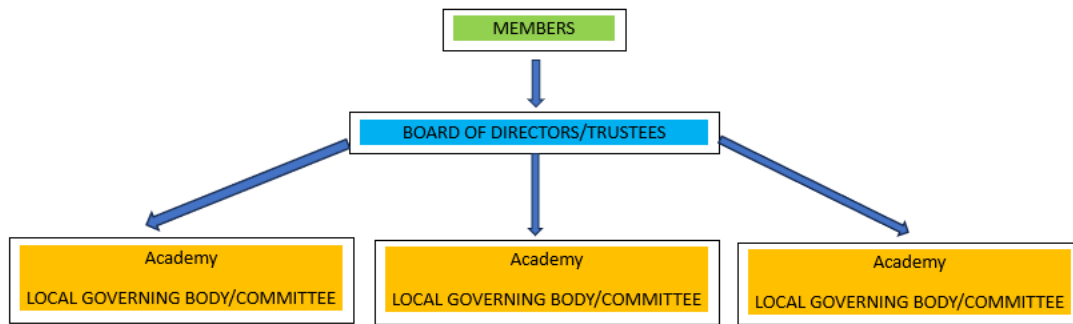 MEMBERS
BOARD OF DIRECTORS/TRUSTEES
Academy
LOCAL GOVERNING BODY/COMMITTEE
Academy
LOCAL GOVERNING BODY/COMMITTEE
Academy
LOCAL GOVERNING BODY/COMMITTEE